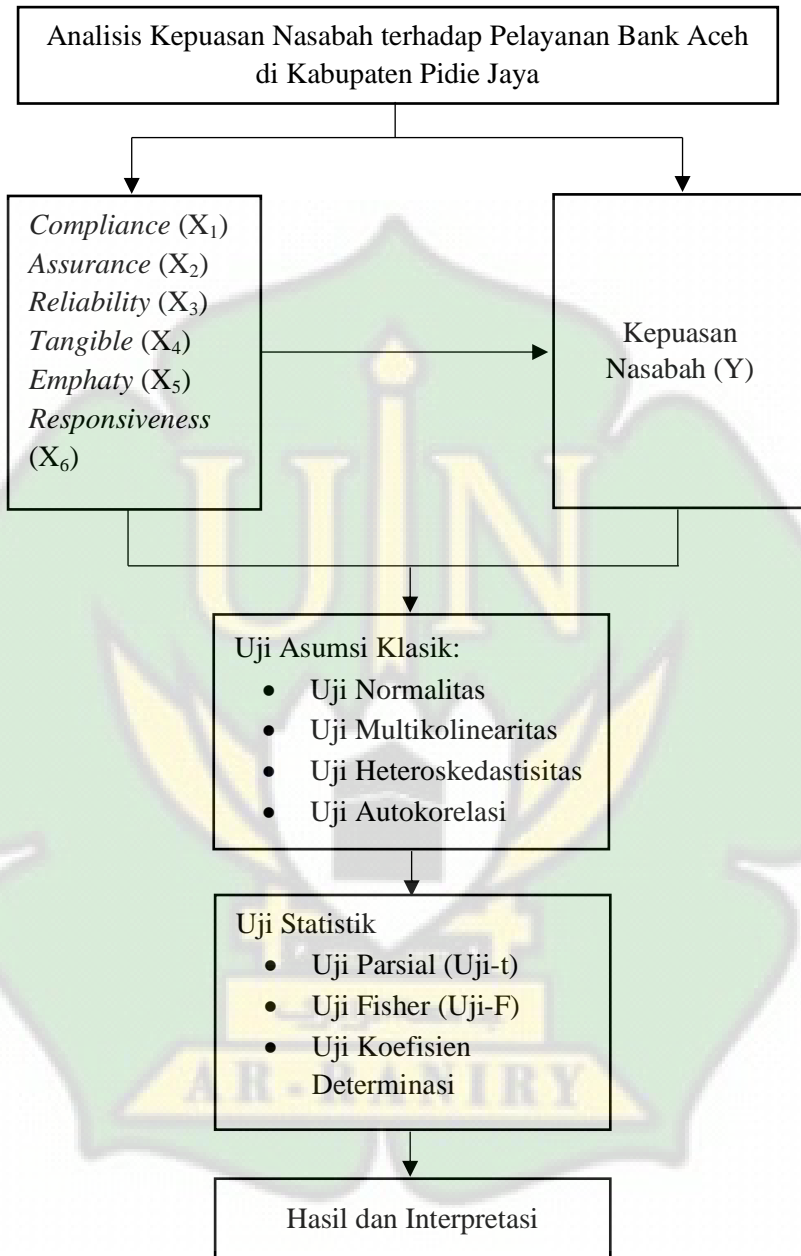 Analisis Kepuasan Nasabah terhadap Pelayanan Bank Aceh
di Kabupaten Pidie Jaya
Compliance (X₁)
Assurance (X₂)
Reliability (X₃)
Tangible (X₄)
Emphaty (X₅)
Responsiveness
(X₆)
Kepuasan
Nasabah (Y)
UIN
Uji Asumsi Klasik:
• Uji Normalitas
• Uji Multikolinearitas
• Uji Heteroskedastisitas
• Uji Autokorelasi
Uji Statistik
• Uji Parsial (Uji-t)
• Uji Fisher (Uji-F)
• Uji Koefisien
Determinasi
AR-RANIRY
Hasil dan Interpretasi